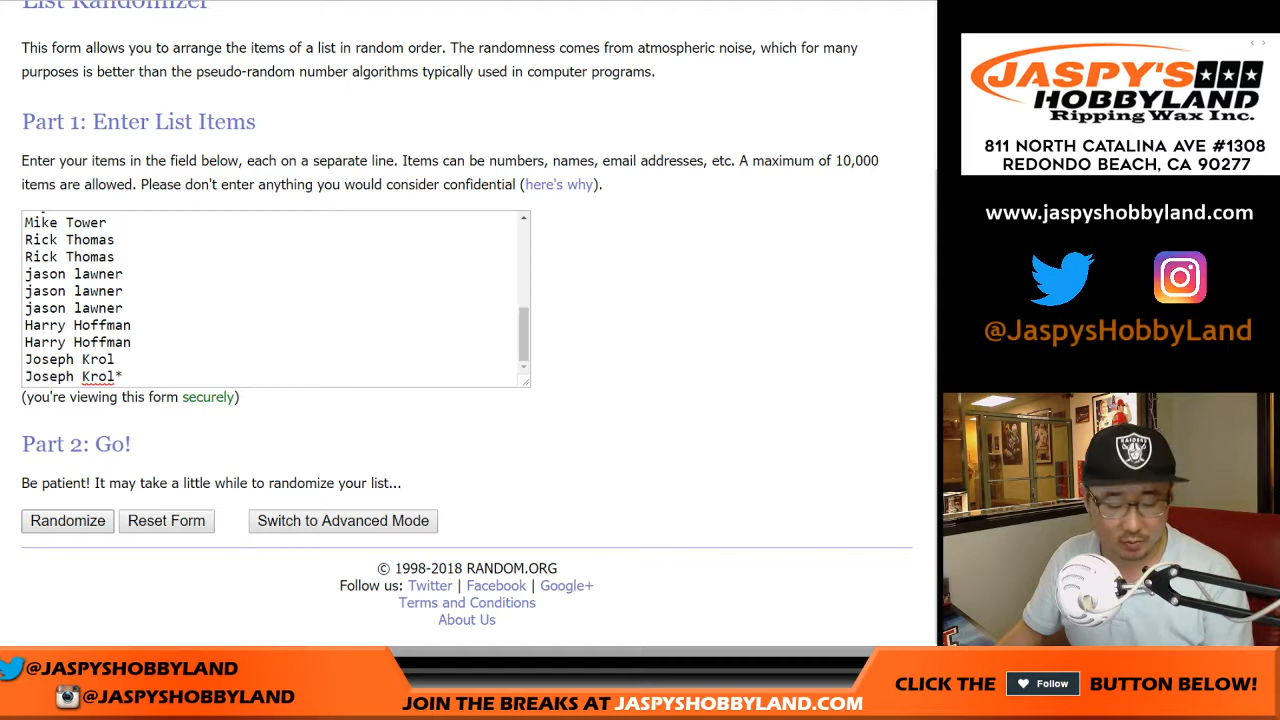 List Randomizer
This form allows you to arrange the items of a list in random order. The randomness comes from atmospheric noise, which for many
purposes is better than the pseudo-random number algorithms typically used in computer programs.
Part 1: Enter List Items
Enter your items in the field below, each on a separate line. Items can be numbers, names, email addresses, etc. A maximum of 10,000
items are allowed. Please don't enter anything you would consider confidential (here's why).
Mike Tower
Rick Thomas
Rick Thomas
jason lawner
jason lawner
jason lawner
Harry Hoffman
Harry Hoffman
Joseph Krol
Joseph Krol*
(you're viewing this form securely)
Part 2: Go!
Be patient! It may take a little while to randomize your list...
Randomize
Reset Form
Switch to Advanced Mode
© 1998-2018 RANDOM.ORG
Follow us: Twitter | Facebook | Google+
Terms and Conditions
About Us
JASPY'S
HOBBYLAND
Ripping Wax Inc.
811 NORTH CATALINA AVE #1308
REDONDO BEACH, CA 90277
www.jaspyshobbyland.com
@JaspysHobbyLand
RAIDERS
@JASPYSHOBBYLAND
@JASPYSHOBBYLAND
JOIN THE BREAKS AT JASPYSHOBBYLAND.COM
CLICK THE Follow BUTTON BELOW!